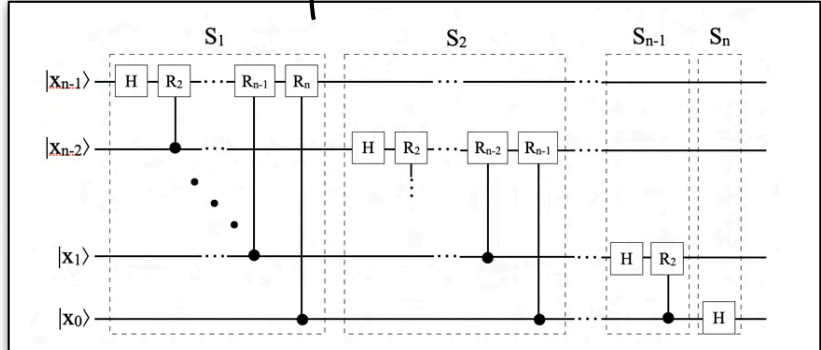 S₁ S₂ Sₙ₋₁ Sₙ
|xₙ₋₁⟩ H R₂ ··· Rₙ₋₁ Rₙ ··· ···
|xₙ₋₂⟩ ··· H R₂ ··· Rₙ₋₂ Rₙ₋₁ ···
|x₁⟩ ··· ··· ··· H R₂
|x₀⟩ ··· H